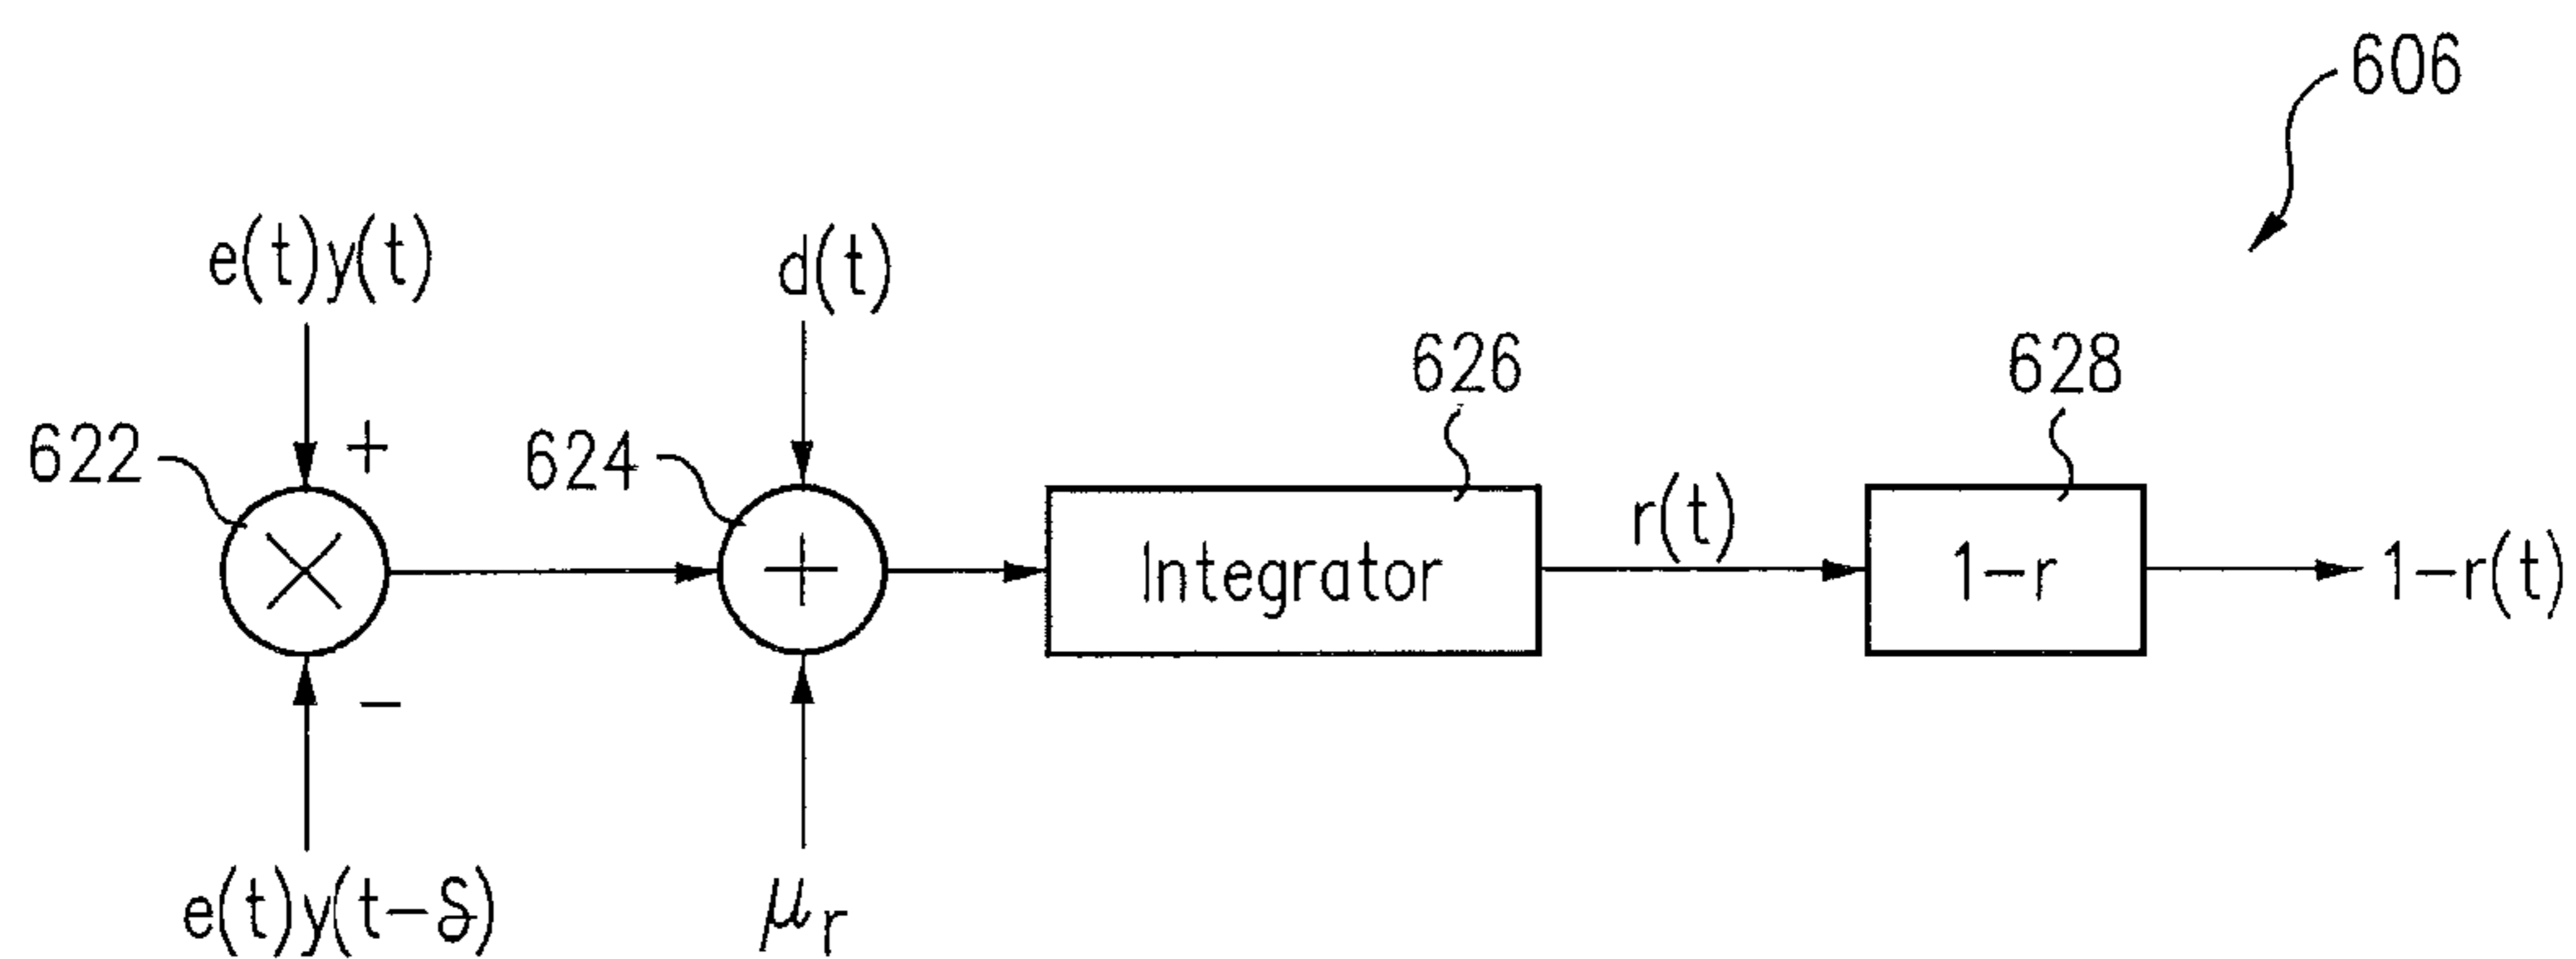 606
e(t)y(t)
d(t)
626
628
622
+
624
r(t)
×
+
Integrator
1-r
1-r(t)
−
e(t)y(t-δ)
μr